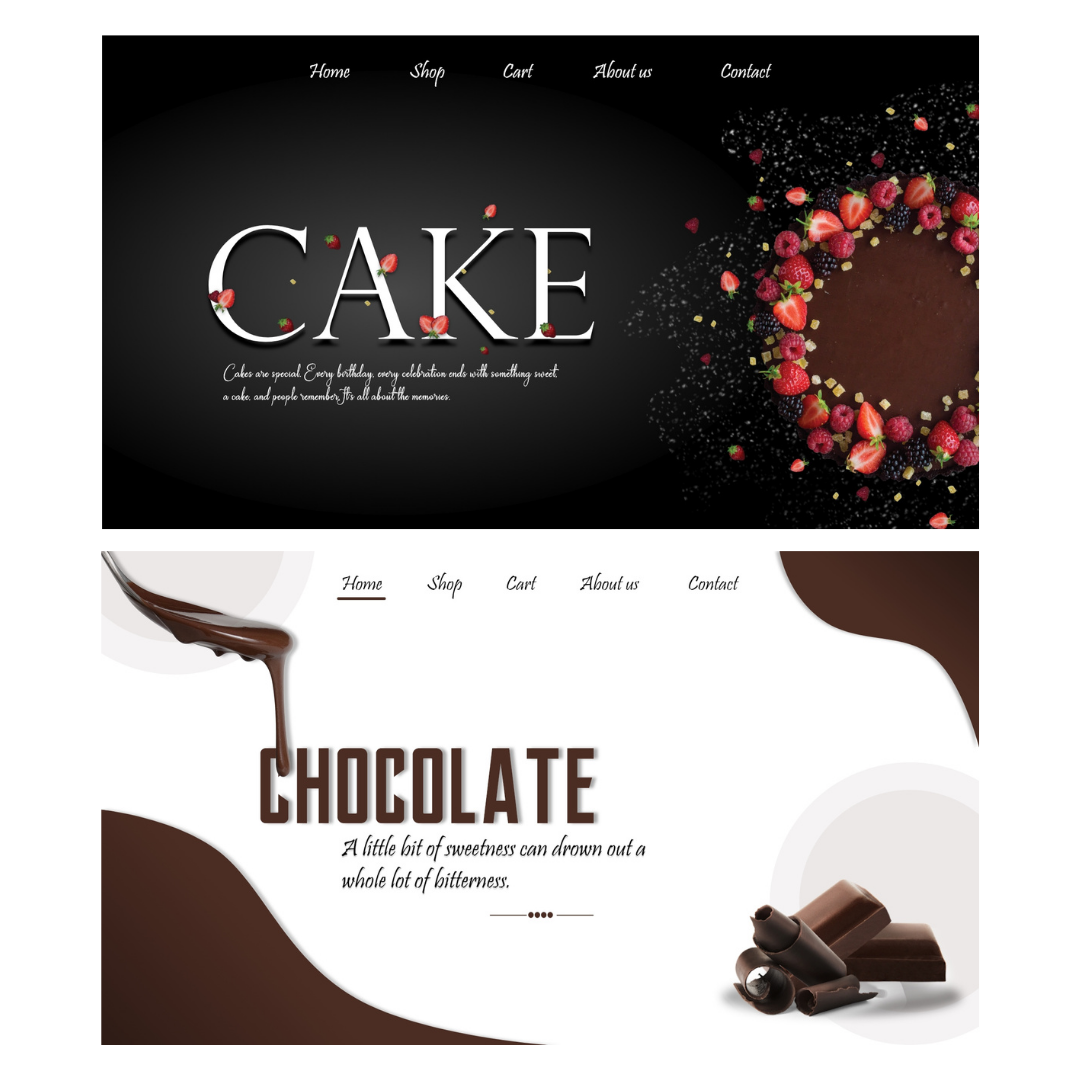 Home Shop Cart About us Contact
CAKE
Cakes are special. Every birthday, every celebration ends with something sweet,
a cake, and people remember. It's all about the memories.
Home Shop Cart About us Contact
CHOCOLATE
A little bit of sweetness can drown out a
whole lot of bitterness.